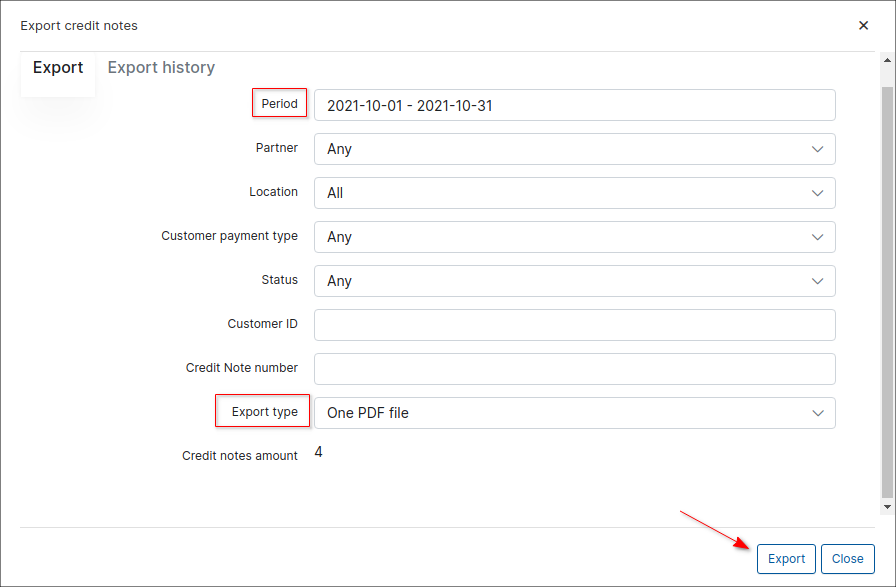 Export credit notes
Export Export history
Period 2021-10-01 - 2021-10-31
Partner Any
Location All
Customer payment type Any
Status Any
Customer ID
Credit Note number
Export type One PDF file
Credit notes amount 4
Export Close